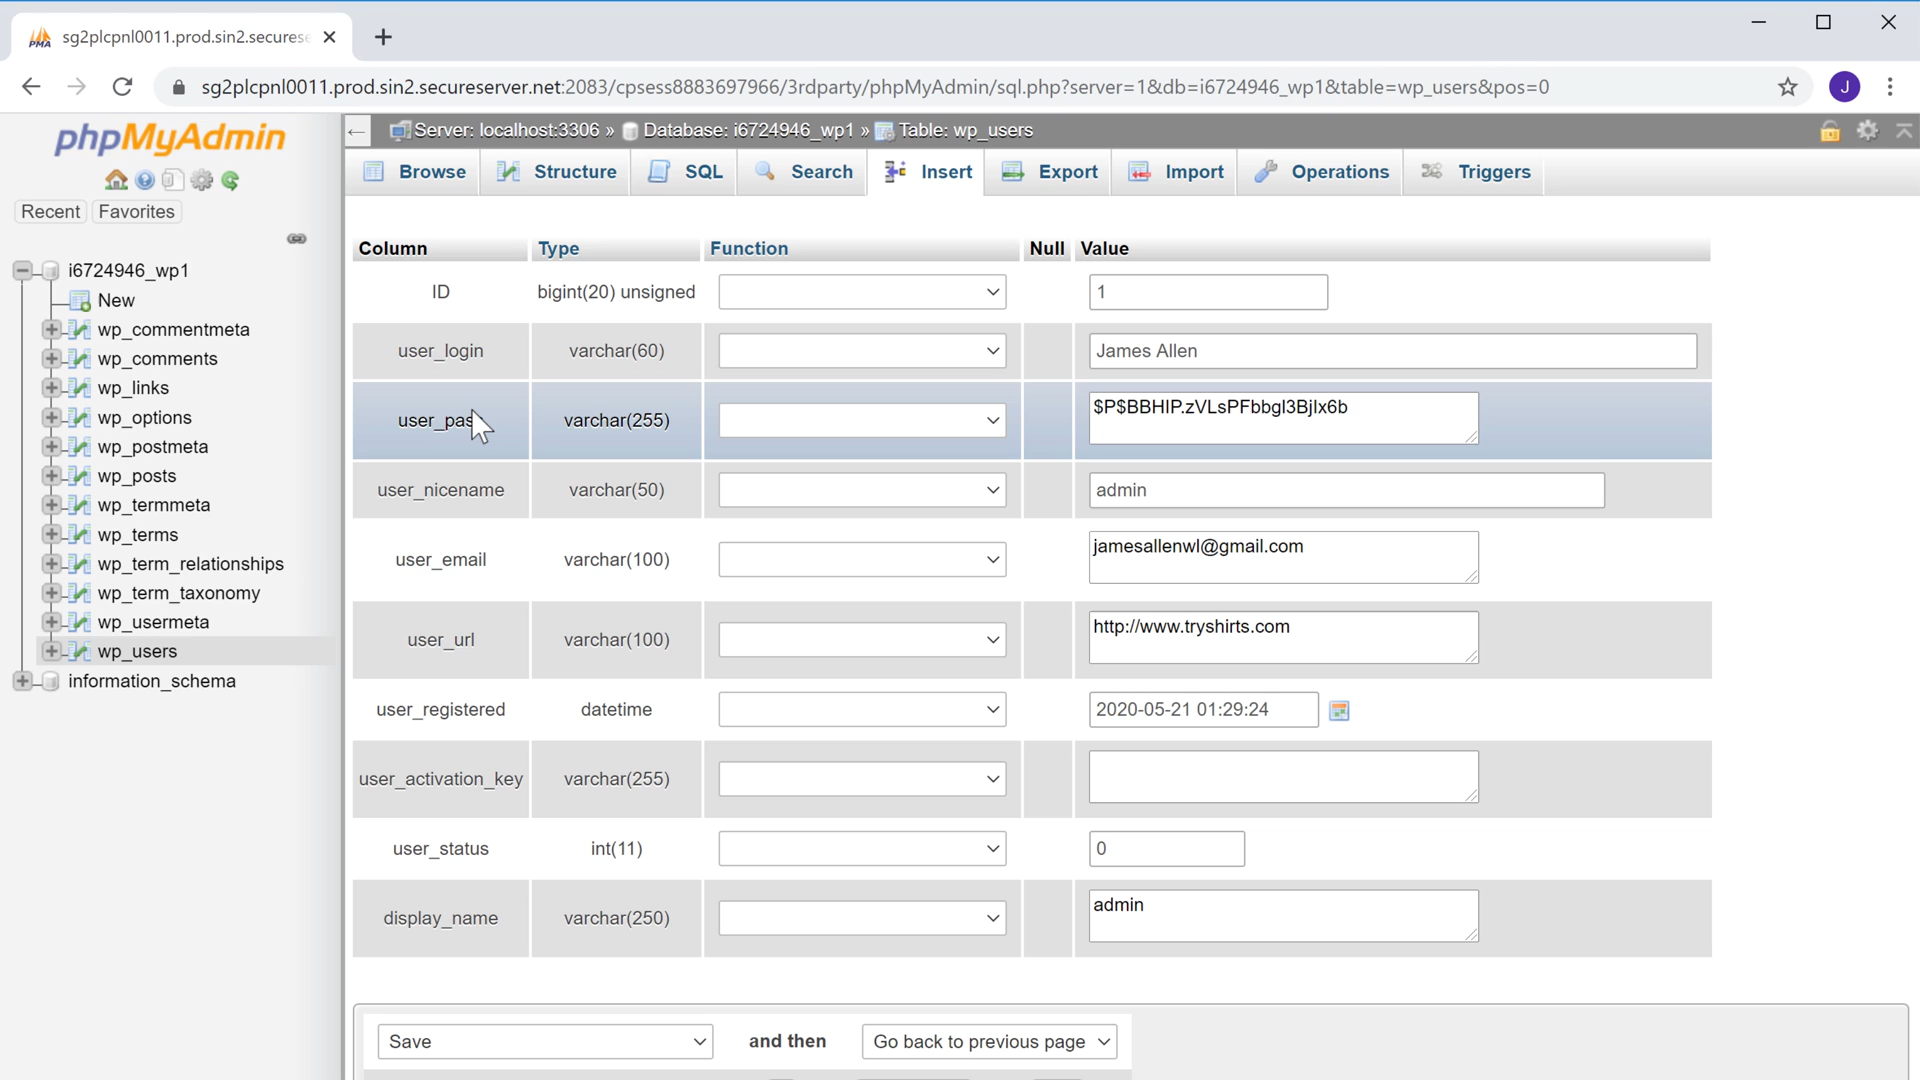 PMA sg2plcpnl0011.prod.sin2.securese
sg2plcpnl0011.prod.sin2.secureserver.net:2083/cpsess8883697966/3rdparty/phpMyAdmin/sql.php?server=1&db=i6724946_wp1&table=wp_users&pos=0
J
phpMyAdmin
Recent Favorites
i6724946_wp1
New
wp_commentmeta
wp_comments
wp_links
wp_options
wp_postmeta
wp_posts
wp_termmeta
wp_terms
wp_term_relationships
wp_term_taxonomy
wp_usermeta
wp_users
information_schema
Server: localhost:3306 » Database: i6724946_wp1 » Table: wp_users
Browse Structure SQL Search Insert Export Import Operations Triggers
Column Type Function Null Value
ID bigint(20) unsigned 1
user_login varchar(60) James Allen
user_pas varchar(255) $P$BBHIP.zVLsPFbbgl3BjIx6b
user_nicename varchar(50) admin
user_email varchar(100) jamesallenwl@gmail.com
user_url varchar(100) http://www.tryshirts.com
user_registered datetime 2020-05-21 01:29:24
user_activation_key varchar(255)
user_status int(11) 0
display_name varchar(250) admin
Save and then Go back to previous page